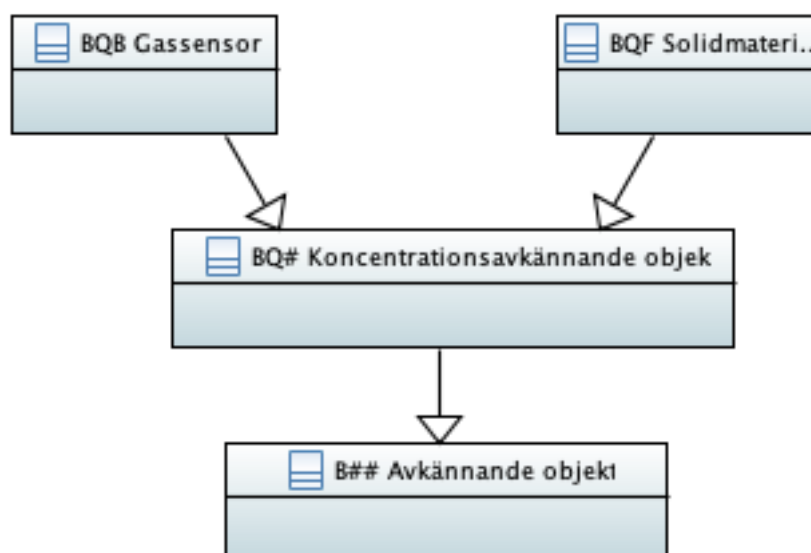 BQB Gassensor
BQF Solidmateri..
BQ# Koncentrationsavkännande objek
B## Avkännande objekt